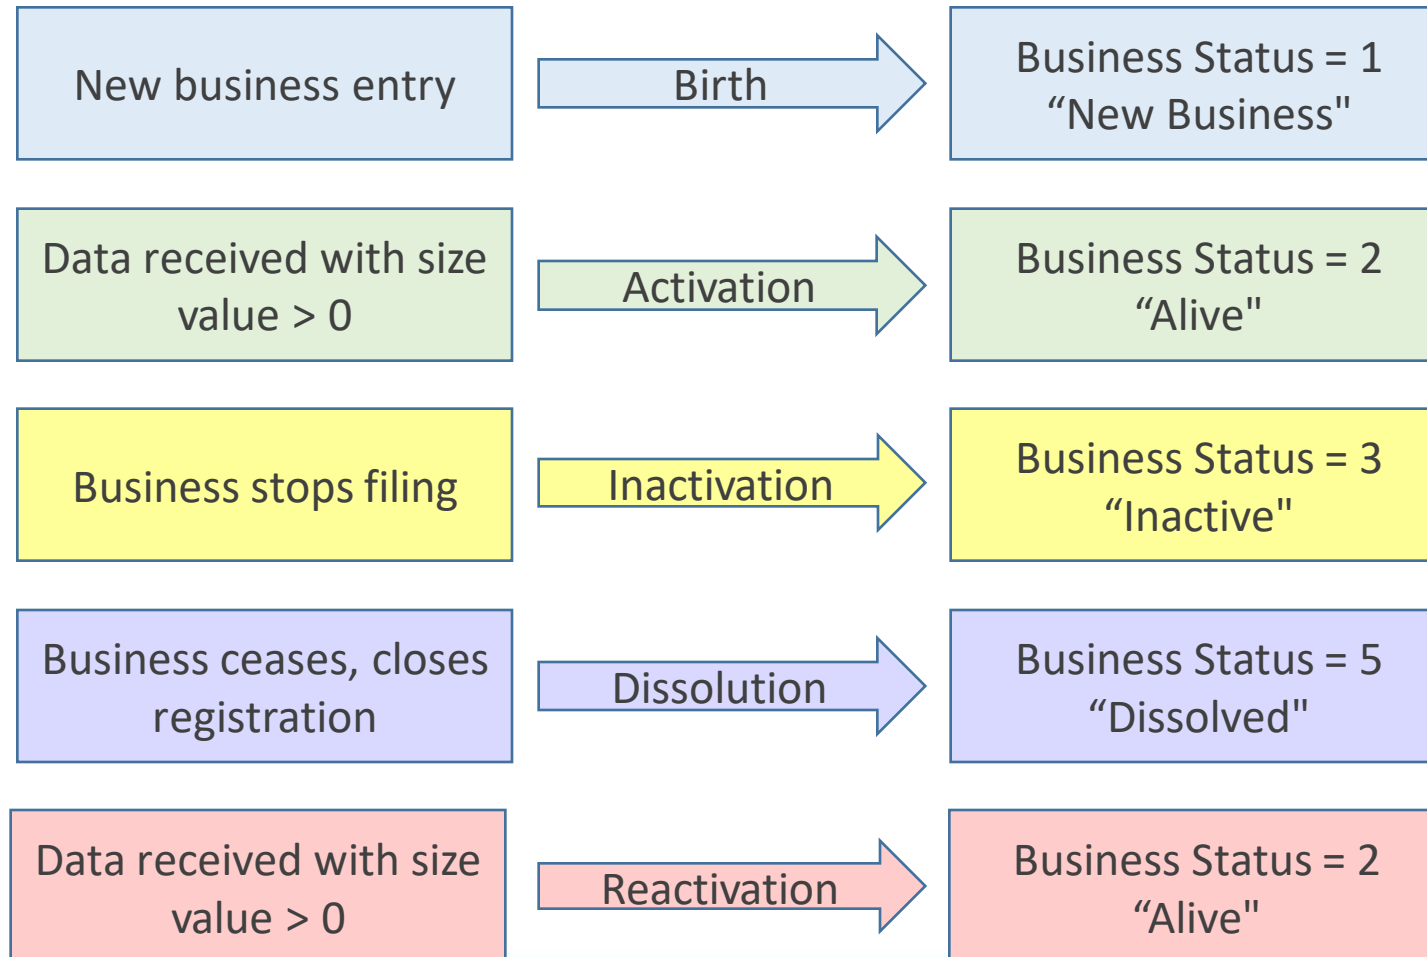 New business entry
Birth
Business Status = 1
“New Business"
Data received with size
value > 0
Activation
Business Status = 2
“Alive"
Business stops filing
Inactivation
Business Status = 3
“Inactive"
Business ceases, closes
registration
Dissolution
Business Status = 5
“Dissolved"
Data received with size
value > 0
Reactivation
Business Status = 2
“Alive"